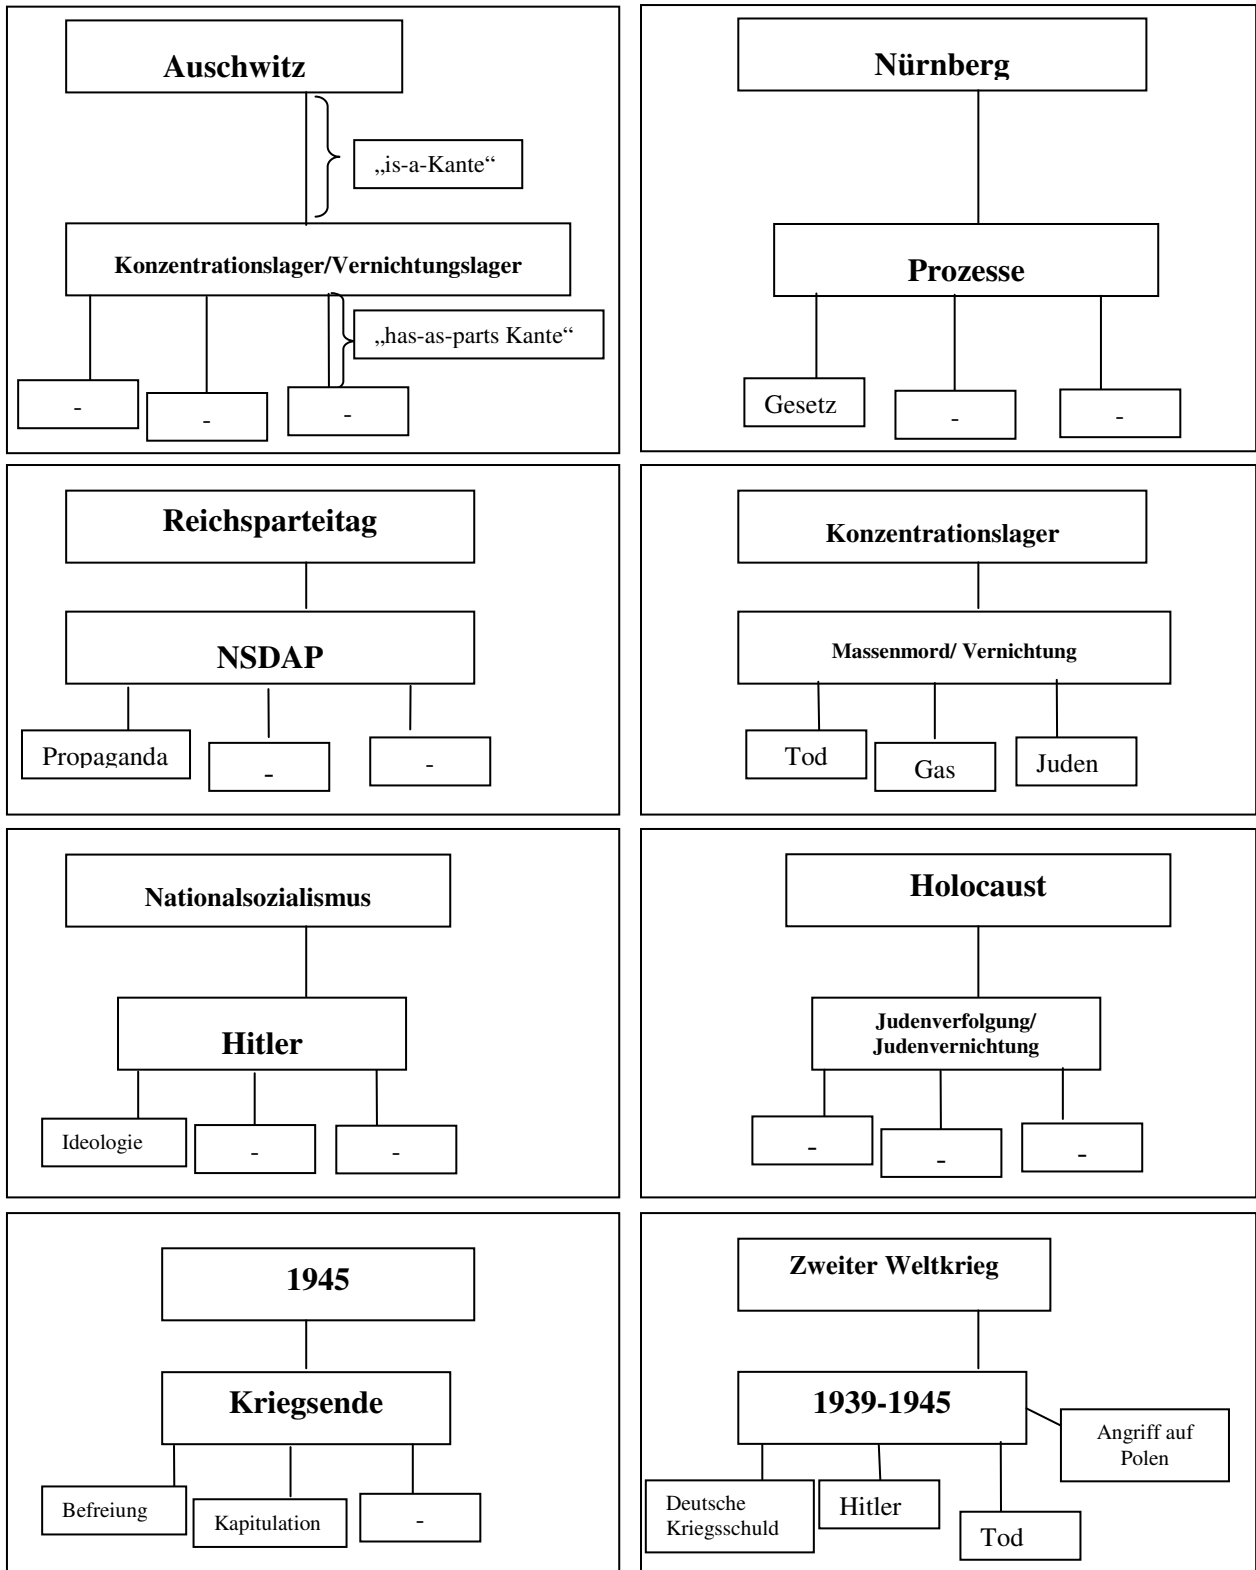 Auschwitz
„is-a-Kante“
Konzentrationslager/Vernichtungslager
„has-as-parts Kante“
-
-
-
Nürnberg
Prozesse
Gesetz
-
-
Reichsparteitag
NSDAP
Propaganda
-
-
Konzentrationslager
Massenmord/ Vernichtung
Tod
Gas
Juden
Nationalsozialismus
Hitler
Ideologie
-
-
Holocaust
Judenverfolgung/
Judenvernichtung
-
-
-
1945
Kriegsende
Befreiung
Kapitulation
-
Zweiter Weltkrieg
1939-1945
Angriff auf
Polen
Deutsche
Kriegsschuld
Hitler
Tod